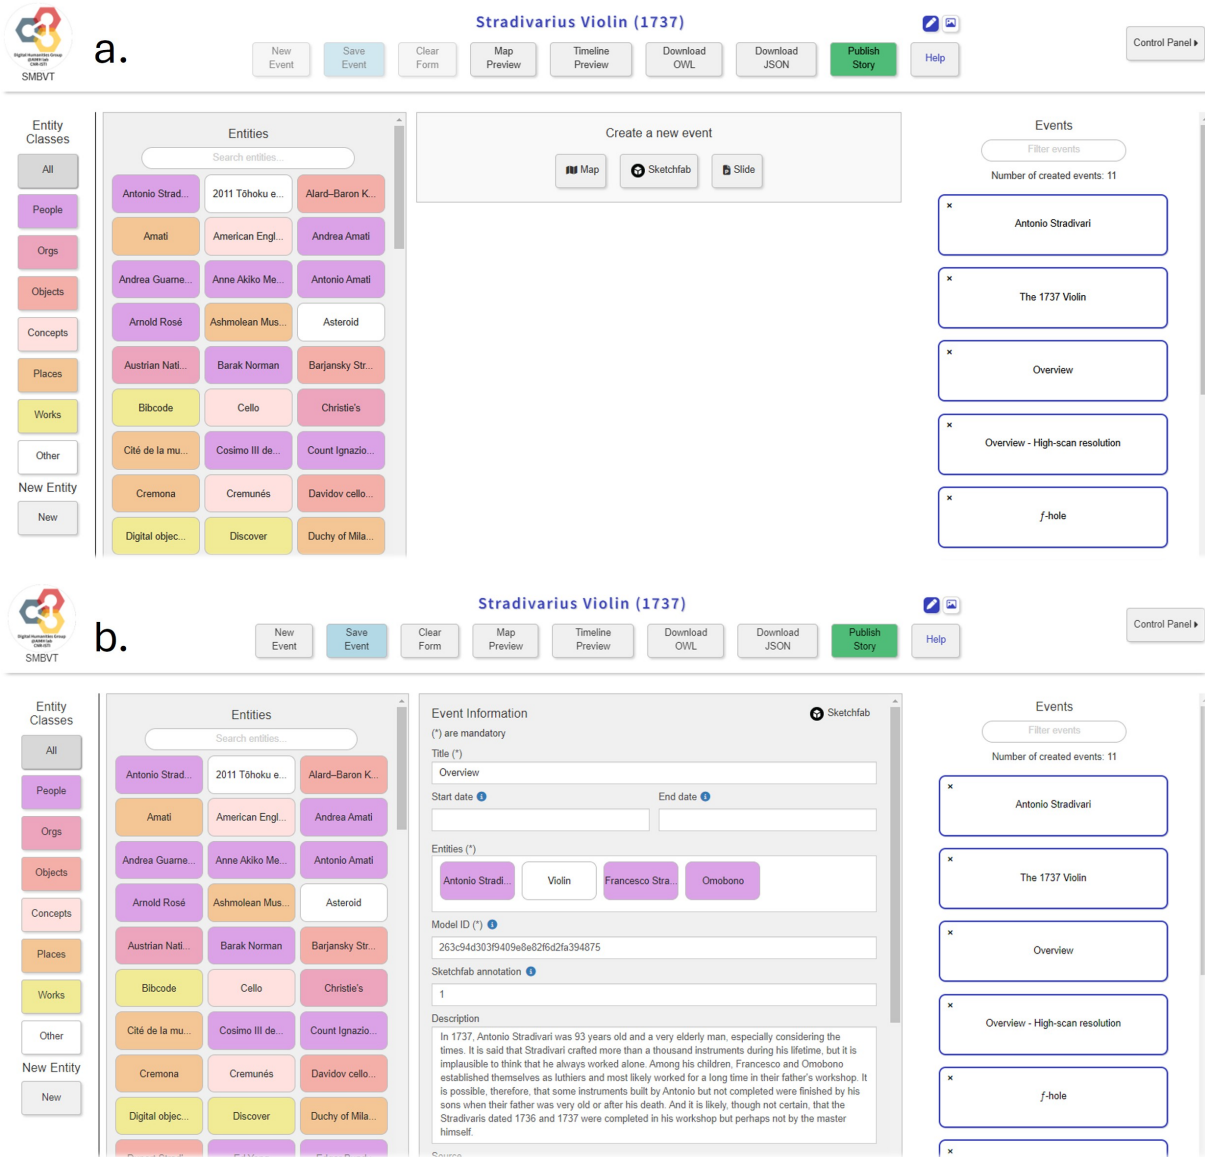 Stradivarius Violin (1737)
a.
Digital Humanities Group
@AIMH lab
CNR-ISTI
SMBVT
New Event
Save Event
Clear Form
Map Preview
Timeline Preview
Download OWL
Download JSON
Publish Story
Help
Control Panel
Entity Classes
All
People
Orgs
Objects
Concepts
Places
Works
Other
New Entity
New
Entities
Search entities...
Antonio Strad... 2011 Tōhoku e... Alard–Baron K...
Amati American Engl... Andrea Amati
Andrea Guarne... Anne Akiko Me... Antonio Amati
Arnold Rosé Ashmolean Mus... Asteroid
Austrian Nati... Barak Norman Barjansky Str...
Bibcode Cello Christie's
Cité de la mu... Cosimo III de... Count Ignazio...
Cremona Cremunés Davidov cello...
Digital objec... Discover Duchy of Mila...
Create a new event
Map Sketchfab Slide
Events
Filter events
Number of created events: 11
× Antonio Stradivari
× The 1737 Violin
× Overview
× Overview - High-scan resolution
× ƒ-hole
Stradivarius Violin (1737)
b.
Digital Humanities Group
@AIMH lab
CNR-ISTI
SMBVT
New Event
Save Event
Clear Form
Map Preview
Timeline Preview
Download OWL
Download JSON
Publish Story
Help
Control Panel
Entity Classes
All
People
Orgs
Objects
Concepts
Places
Works
Other
New Entity
New
Entities
Search entities...
Antonio Strad... 2011 Tōhoku e... Alard–Baron K...
Amati American Engl... Andrea Amati
Andrea Guarne... Anne Akiko Me... Antonio Amati
Arnold Rosé Ashmolean Mus... Asteroid
Austrian Nati... Barak Norman Barjansky Str...
Bibcode Cello Christie's
Cité de la mu... Cosimo III de... Count Ignazio...
Cremona Cremunés Davidov cello...
Digital objec... Discover Duchy of Mila...
Event Information Sketchfab
(*) are mandatory
Title (*)
Overview
Start date End date
Entities (*)
Antonio Stradi... Violin Francesco Stra... Omobono
Model ID (*)
263c94d303f9409e8e82f6d2fa394875
Sketchfab annotation
1
Description
In 1737, Antonio Stradivari was 93 years old and a very elderly man, especially considering the
times. It is said that Stradivari crafted more than a thousand instruments during his lifetime, but it is
implausible to think that he always worked alone. Among his children, Francesco and Omobono
established themselves as luthiers and most likely worked for a long time in their father's workshop. It
is possible, therefore, that some instruments built by Antonio but not completed were finished by his
sons when their father was very old or after his death. And it is likely, though not certain, that the
Stradivaris dated 1736 and 1737 were completed in his workshop but perhaps not by the master
himself.
Source
Events
Filter events
Number of created events: 11
× Antonio Stradivari
× The 1737 Violin
× Overview
× Overview - High-scan resolution
× ƒ-hole
×